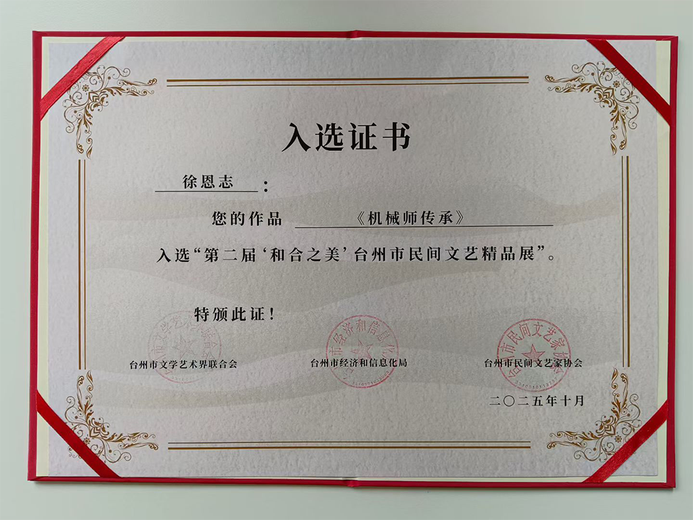 入选证书
徐恩志：
您的作品 《机械师传承》
入选“第二届‘和合之美’台州市民间文艺精品展”。
特颁此证！
台州市文学艺术界联合会 台州市经济和信息化局 台州市民间文艺家协会
二〇二五年十月